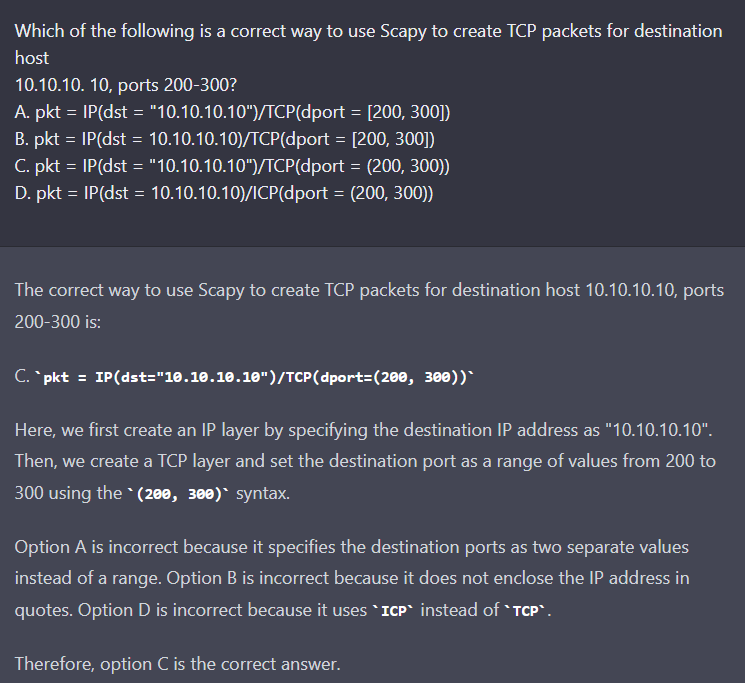 Which of the following is a correct way to use Scapy to create TCP packets for destination
host
10.10.10. 10, ports 200-300?
A. pkt = IP(dst = "10.10.10.10")/TCP(dport = [200, 300])
B. pkt = IP(dst = 10.10.10.10)/TCP(dport = [200, 300])
C. pkt = IP(dst = "10.10.10.10")/TCP(dport = (200, 300))
D. pkt = IP(dst = 10.10.10.10)/ICP(dport = (200, 300))
The correct way to use Scapy to create TCP packets for destination host 10.10.10.10, ports
200-300 is:
C. `pkt = IP(dst="10.10.10.10")/TCP(dport=(200, 300))`
Here, we first create an IP layer by specifying the destination IP address as "10.10.10.10".
Then, we create a TCP layer and set the destination port as a range of values from 200 to
300 using the `(200, 300)` syntax.
Option A is incorrect because it specifies the destination ports as two separate values
instead of a range. Option B is incorrect because it does not enclose the IP address in
quotes. Option D is incorrect because it uses `ICP` instead of `TCP`.
Therefore, option C is the correct answer.